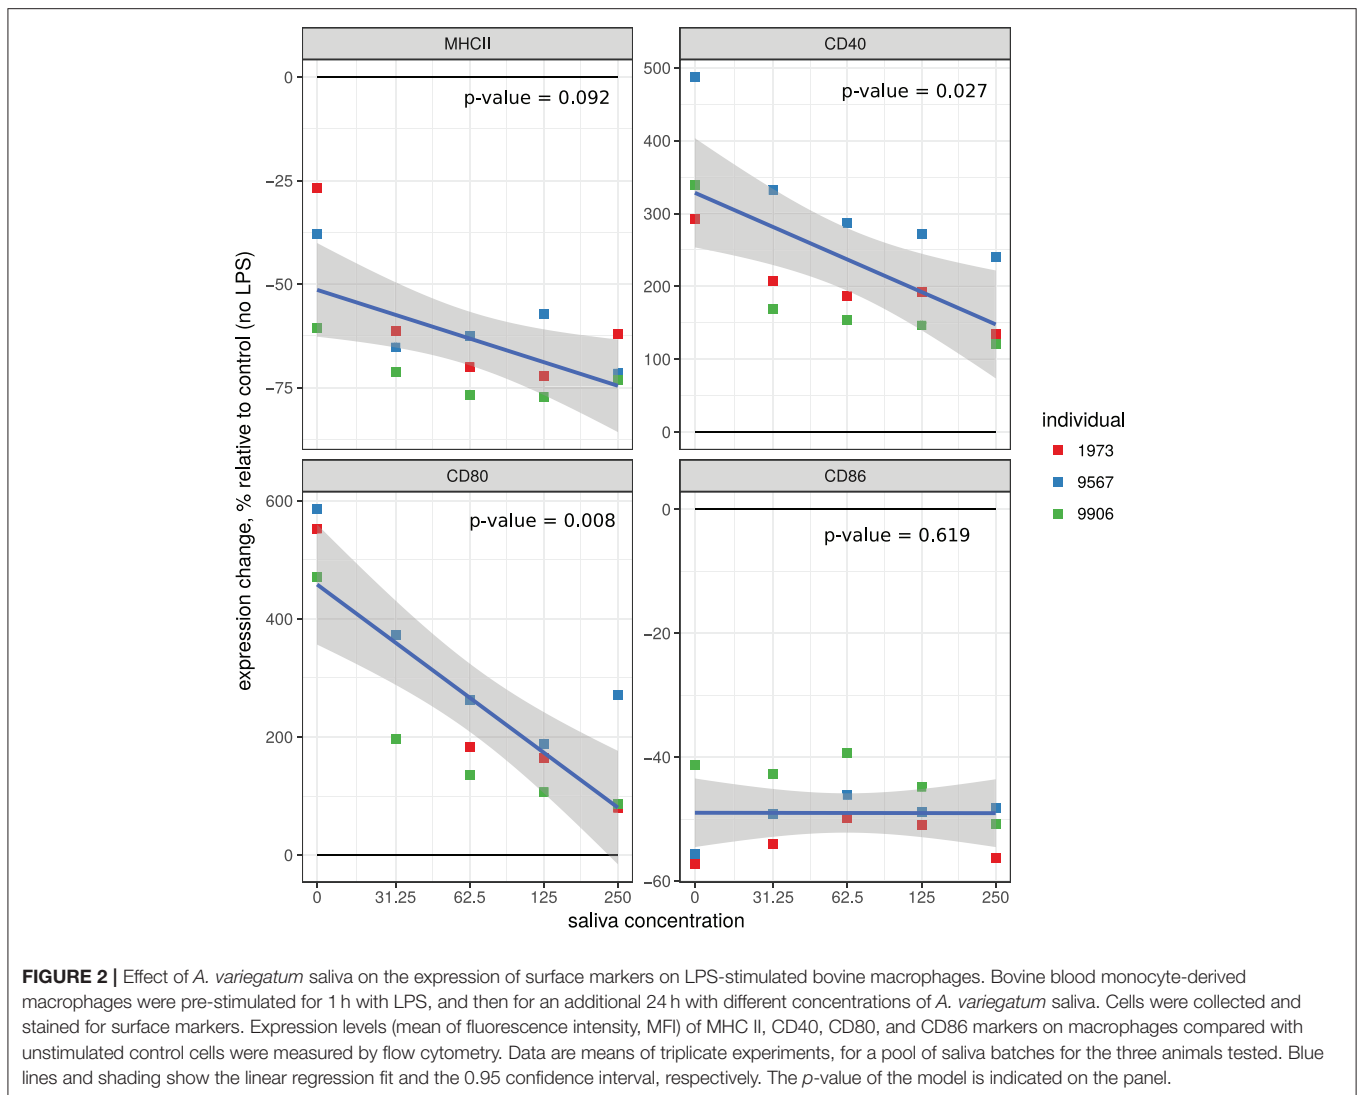 MHCII
CD40
0
−25
−50
−75
p-value = 0.092
500
400
300
200
100
0
p-value = 0.027
expression change, % relative to control (no LPS)
CD80
CD86
600
400
200
0
p-value = 0.008
0
−20
−40
−60
p-value = 0.619
0 31.25 62.5 125 250
0 31.25 62.5 125 250
saliva concentration
individual
1973
9567
9906
FIGURE 2 | Effect of A. variegatum saliva on the expression of surface markers on LPS-stimulated bovine macrophages. Bovine blood monocyte-derived
macrophages were pre-stimulated for 1 h with LPS, and then for an additional 24 h with different concentrations of A. variegatum saliva. Cells were collected and
stained for surface markers. Expression levels (mean of fluorescence intensity, MFI) of MHC II, CD40, CD80, and CD86 markers on macrophages compared with
unstimulated control cells were measured by flow cytometry. Data are means of triplicate experiments, for a pool of saliva batches for the three animals tested. Blue
lines and shading show the linear regression fit and the 0.95 confidence interval, respectively. The p-value of the model is indicated on the panel.